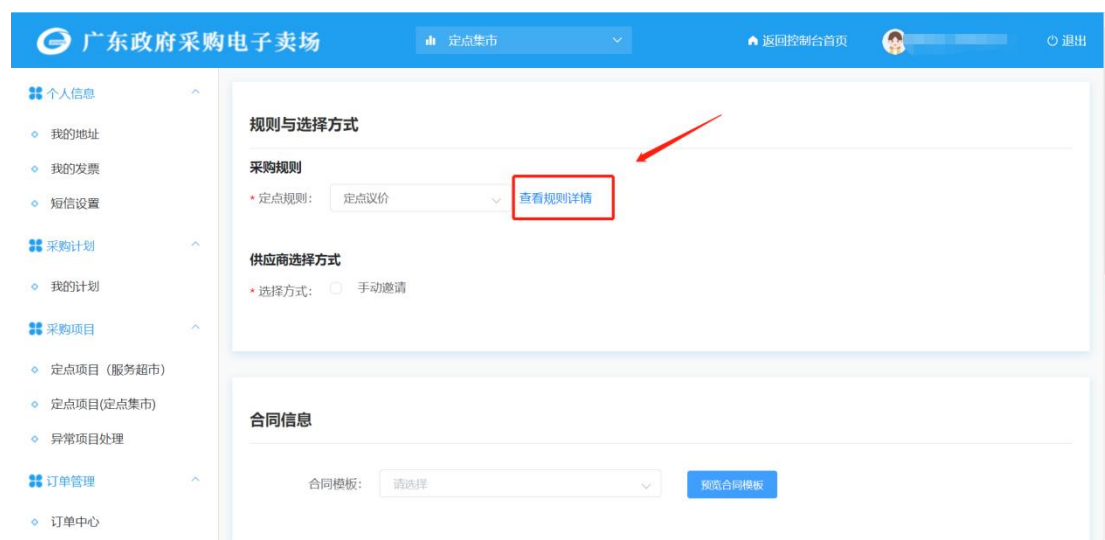 广东政府采购电子卖场
定点集市
返回控制台首页
退出
个人信息
我的地址
我的发票
短信设置
采购计划
我的计划
采购项目
定点项目（服务超市）
定点项目(定点集市)
异常项目处理
订单管理
订单中心
规则与选择方式
采购规则
* 定点规则： 定点议价 查看规则详情
供应商选择方式
* 选择方式： 手动邀请
合同信息
合同模板： 请选择 预览合同模板